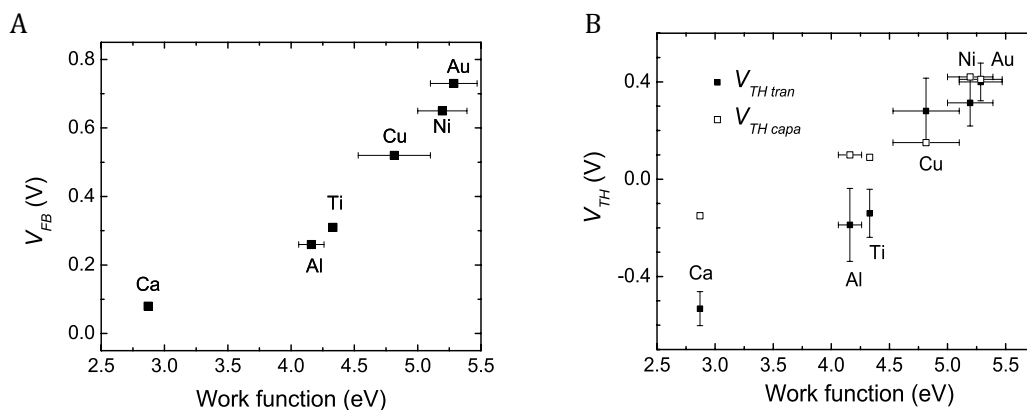 A
0.8
0.6
0.4
0.2
0.0
V_FB (V)
Ca
Al
Ti
Cu
Ni
Au
2.5 3.0 3.5 4.0 4.5 5.0 5.5
Work function (eV)
B
0.4
0.0
-0.4
V_TH (V)
V_TH tran
V_TH capa
Ni Au
Cu
Ti
Al
Ca
2.5 3.0 3.5 4.0 4.5 5.0 5.5
Work function (eV)